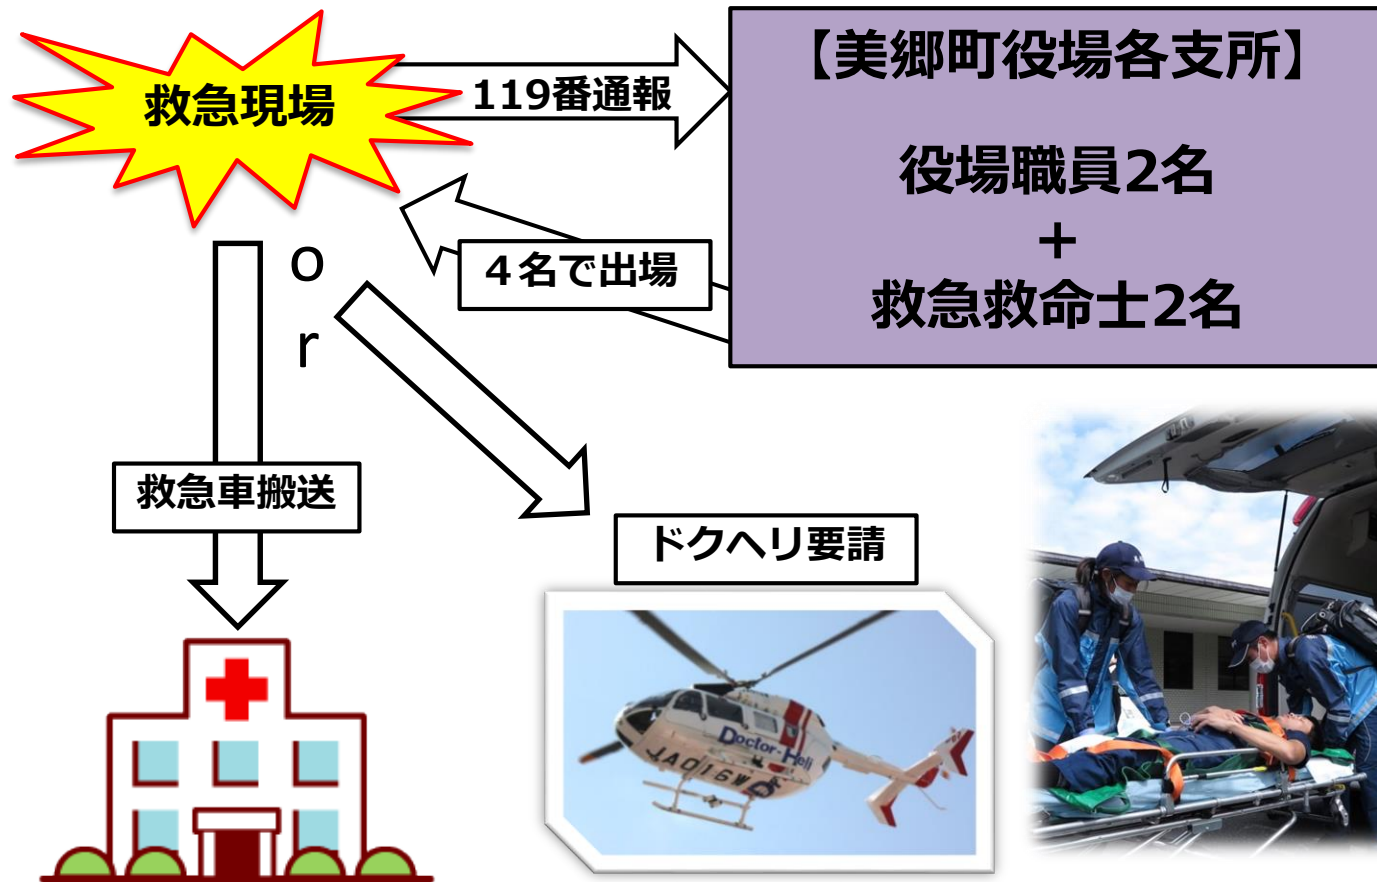 救急現場
119番通報
【美郷町役場各支所】
役場職員2名
+
救急救命士2名
４名で出場
o
r
救急車搬送
ドクヘリ要請
Doctor-Heli
JA016W